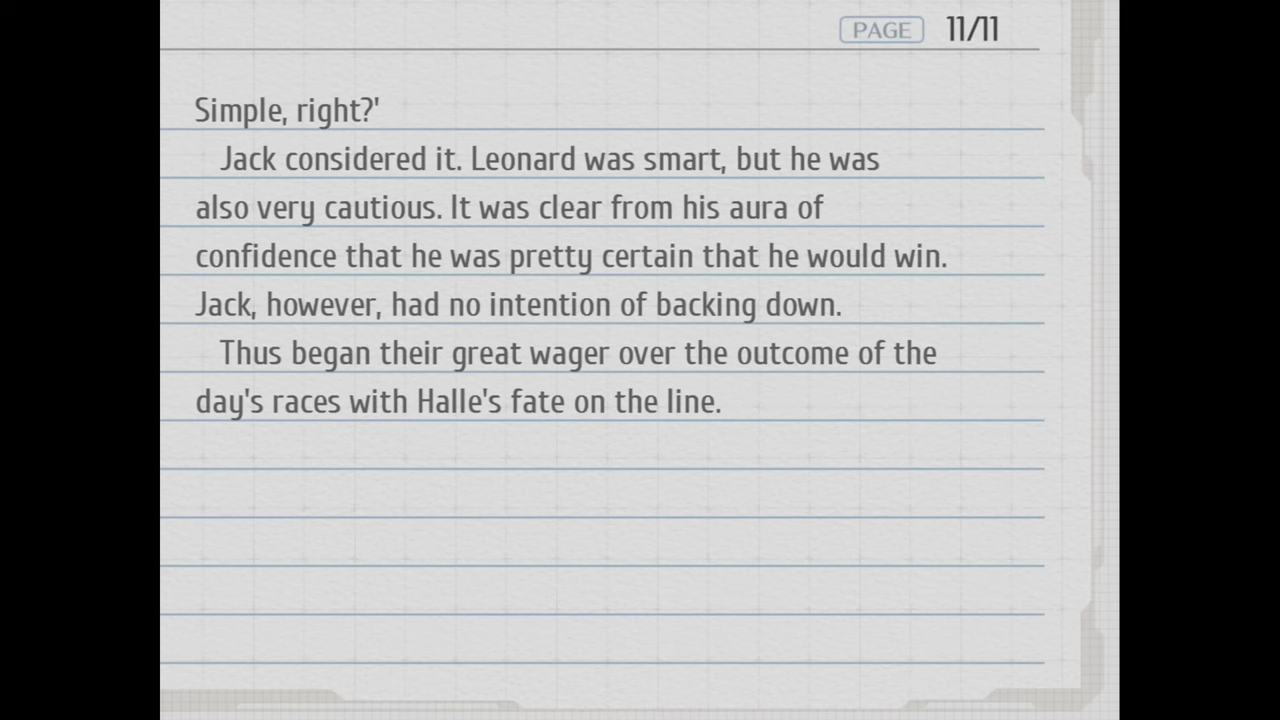 PAGE 11/11
Simple, right?'
Jack considered it. Leonard was smart, but he was
also very cautious. It was clear from his aura of
confidence that he was pretty certain that he would win.
Jack, however, had no intention of backing down.
Thus began their great wager over the outcome of the
day's races with Halle's fate on the line.